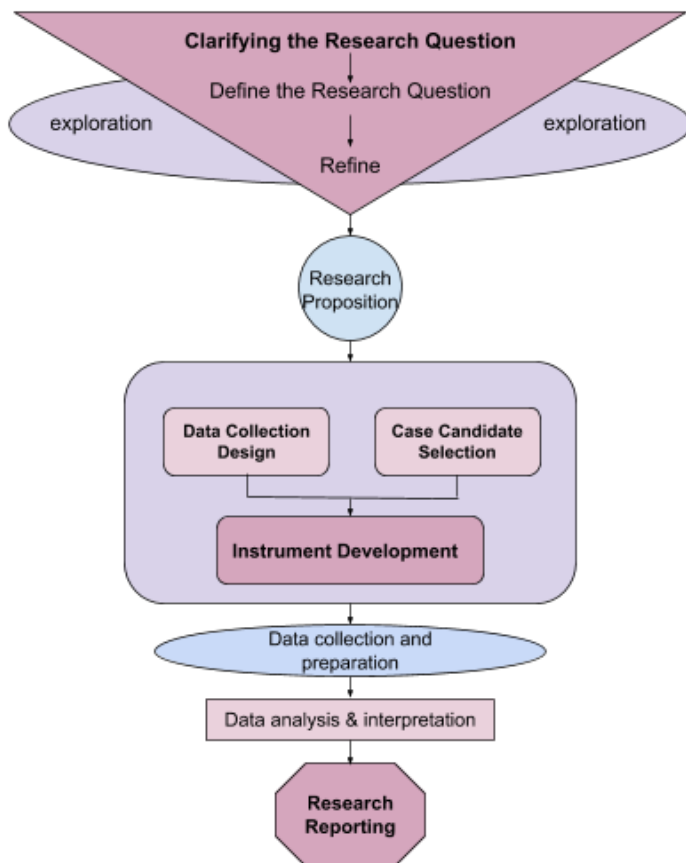 Clarifying the Research Question
Define the Research Question
exploration
exploration
Refine
Research
Proposition
Data Collection
Design
Case Candidate
Selection
Instrument Development
Data collection and
preparation
Data analysis & interpretation
Research
Reporting